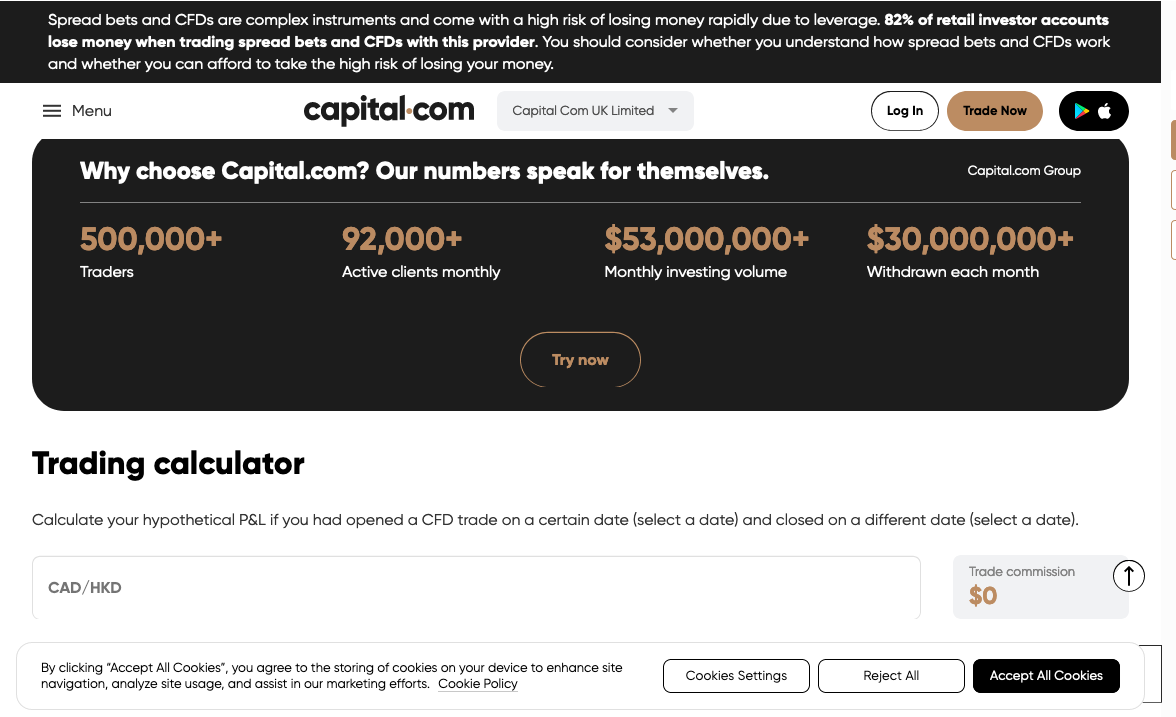 Spread bets and CFDs are complex instruments and come with a high risk of losing money rapidly due to leverage. 82% of retail investor accounts
lose money when trading spread bets and CFDs with this provider. You should consider whether you understand how spread bets and CFDs work
and whether you can afford to take the high risk of losing your money.
Menu
capital.com
Capital Com UK Limited
Log In
Trade Now
Why choose Capital.com? Our numbers speak for themselves.
Capital.com Group
500,000+
92,000+
$53,000,000+
$30,000,000+
Traders
Active clients monthly
Monthly investing volume
Withdrawn each month
Try now
Trading calculator
Calculate your hypothetical P&L if you had opened a CFD trade on a certain date (select a date) and closed on a different date (select a date).
CAD/HKD
Trade commission
$0
By clicking “Accept All Cookies”, you agree to the storing of cookies on your device to enhance site
navigation, analyze site usage, and assist in our marketing efforts. Cookie Policy
Cookies Settings
Reject All
Accept All Cookies